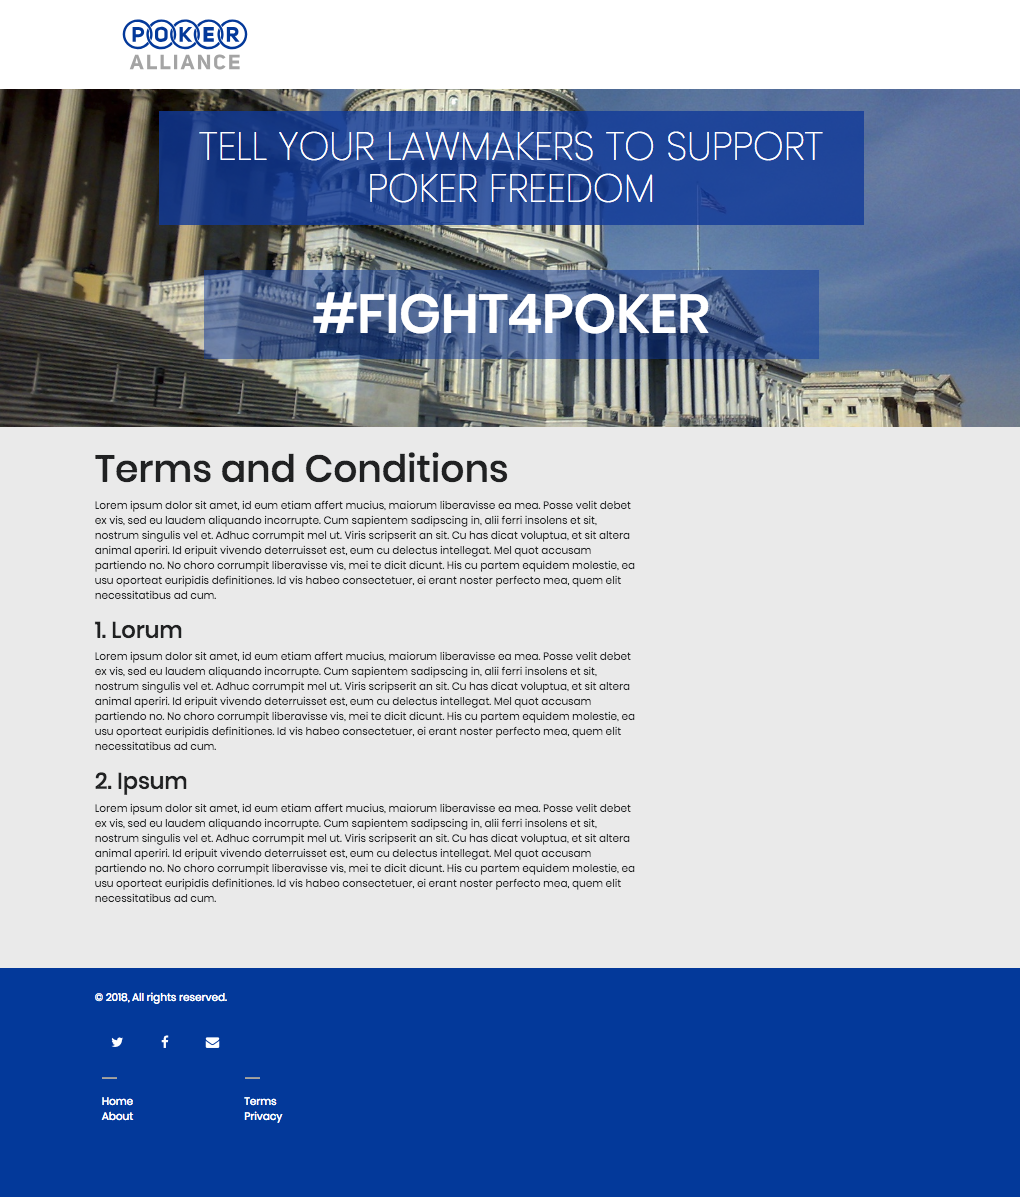 POKER
ALLIANCE
TELL YOUR LAWMAKERS TO SUPPORT
POKER FREEDOM
#FIGHT4POKER
Terms and Conditions
Lorem ipsum dolor sit amet, id eum etiam affert mucius, maiorum liberavisse ea mea. Posse velit debet
ex vis, sed eu laudem aliquando incorrupte. Cum sapientem sadipscing in, alii ferri insolens et sit,
nostrum singulis vel et. Adhuc corrumpit mel ut. Viris scripserit an sit. Cu has dicat voluptua, et sit altera
animal aperiri. Id eripuit vivendo deterruisset est, eum cu delectus intellegat. Mel quot accusam
partiendo no. No choro corrumpit liberavisse vis, mei te dicit dicunt. His cu partem equidem molestie, ea
usu oporteat euripidis definitiones. Id vis habeo consectetuer, ei erant noster perfecto mea, quem elit
necessitatibus ad cum.
1. Lorum
Lorem ipsum dolor sit amet, id eum etiam affert mucius, maiorum liberavisse ea mea. Posse velit debet
ex vis, sed eu laudem aliquando incorrupte. Cum sapientem sadipscing in, alii ferri insolens et sit,
nostrum singulis vel et. Adhuc corrumpit mel ut. Viris scripserit an sit. Cu has dicat voluptua, et sit altera
animal aperiri. Id eripuit vivendo deterruisset est, eum cu delectus intellegat. Mel quot accusam
partiendo no. No choro corrumpit liberavisse vis, mei te dicit dicunt. His cu partem equidem molestie, ea
usu oporteat euripidis definitiones. Id vis habeo consectetuer, ei erant noster perfecto mea, quem elit
necessitatibus ad cum.
2. Ipsum
Lorem ipsum dolor sit amet, id eum etiam affert mucius, maiorum liberavisse ea mea. Posse velit debet
ex vis, sed eu laudem aliquando incorrupte. Cum sapientem sadipscing in, alii ferri insolens et sit,
nostrum singulis vel et. Adhuc corrumpit mel ut. Viris scripserit an sit. Cu has dicat voluptua, et sit altera
animal aperiri. Id eripuit vivendo deterruisset est, eum cu delectus intellegat. Mel quot accusam
partiendo no. No choro corrumpit liberavisse vis, mei te dicit dicunt. His cu partem equidem molestie, ea
usu oporteat euripidis definitiones. Id vis habeo consectetuer, ei erant noster perfecto mea, quem elit
necessitatibus ad cum.
© 2018, All rights reserved.
Home
About
Terms
Privacy